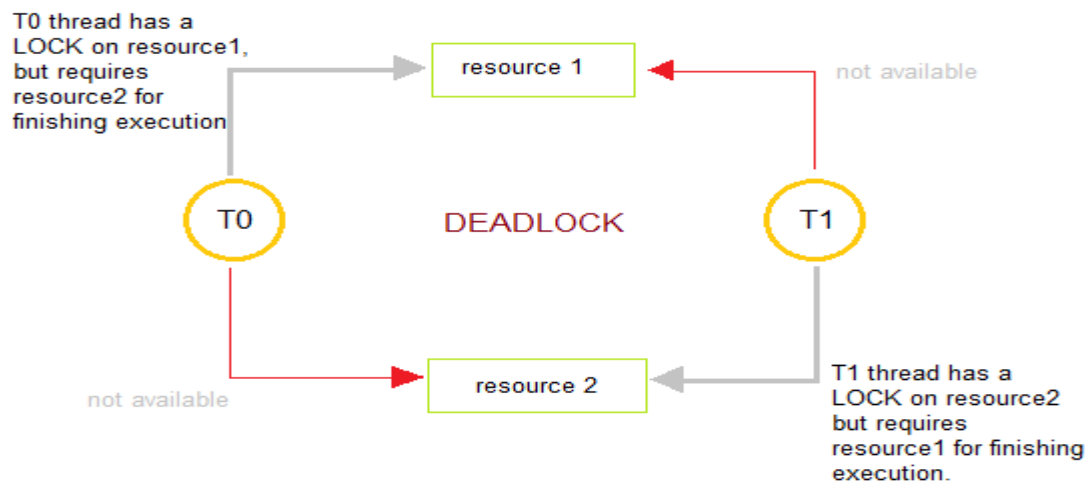 T0 thread has a
LOCK on resource1,
but requires
resource2 for
finishing execution
resource 1
not available
T0
DEADLOCK
T1
not available
resource 2
T1 thread has a
LOCK on resource2
but requires
resource1 for finishing
execution.